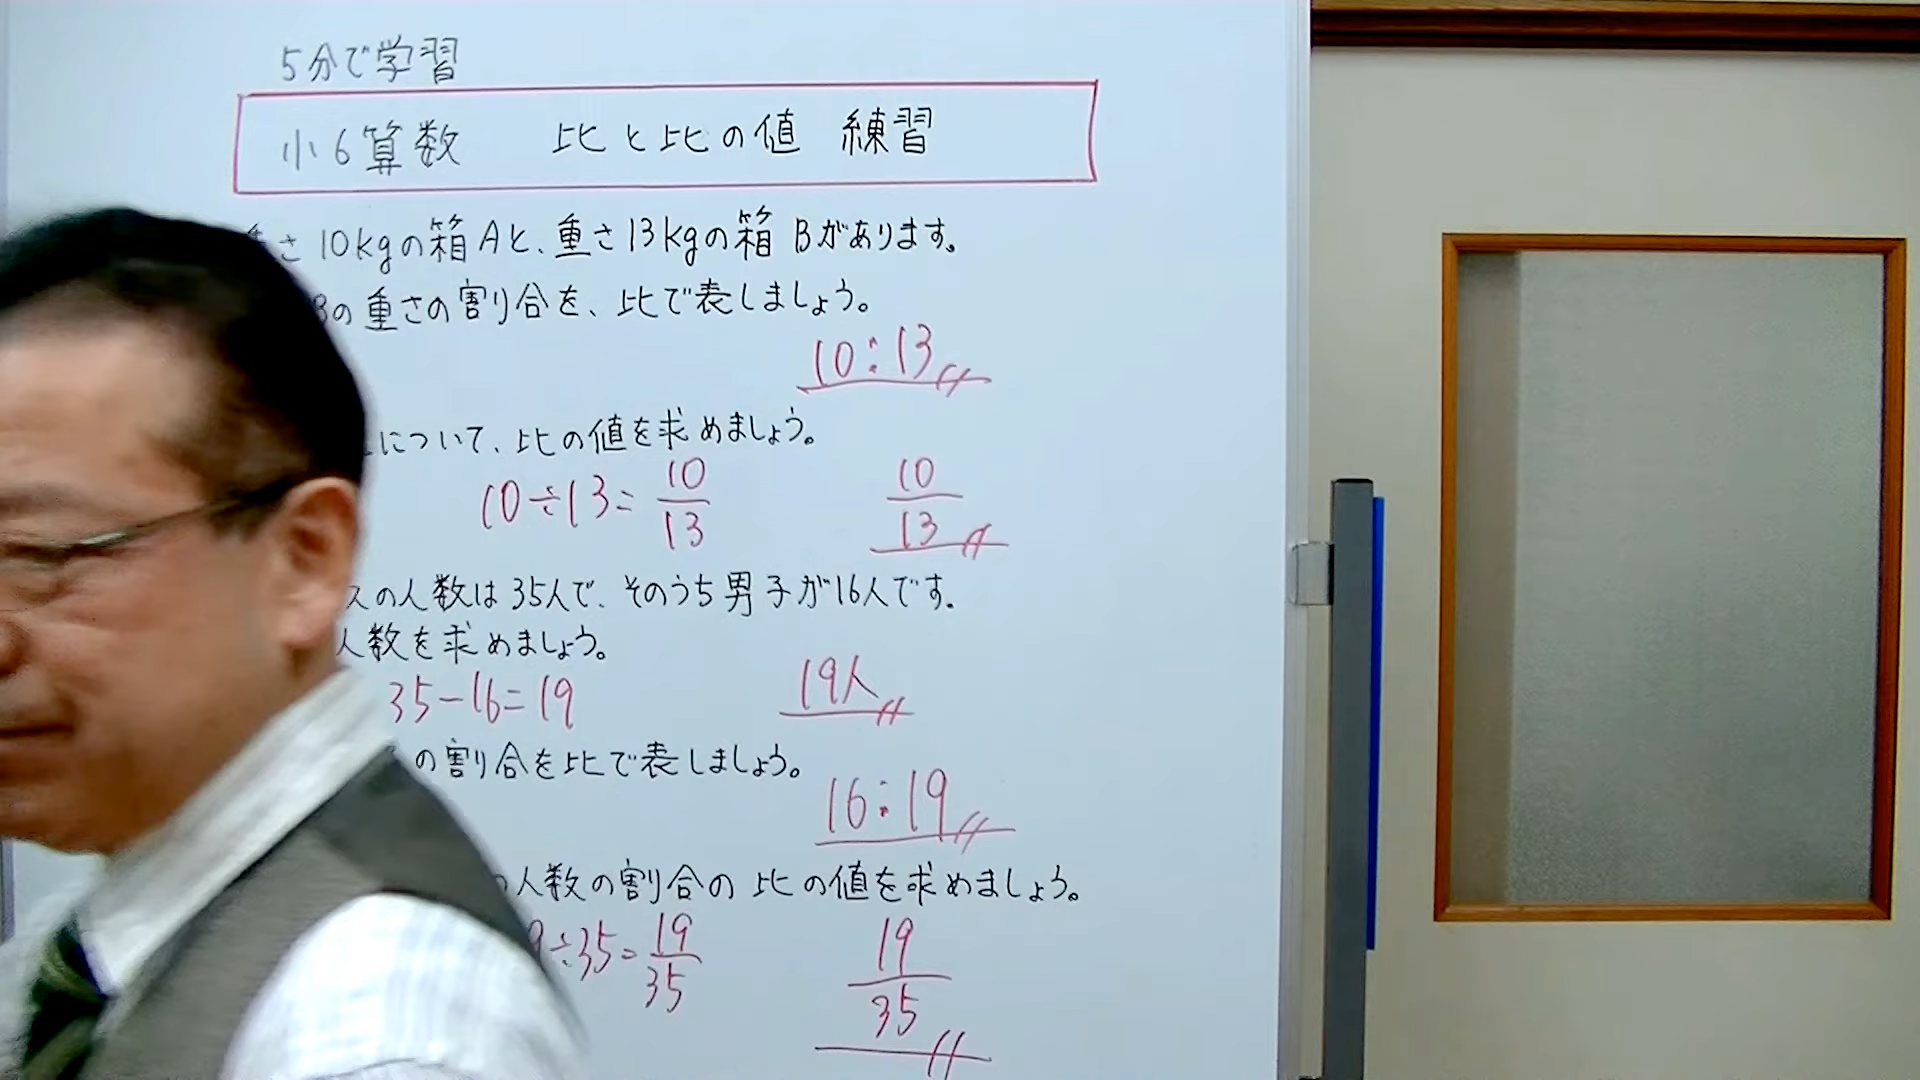 5分で学習
小6算数 比と比の値 練習
重さ10kgの箱Aと、重さ13kgの箱Bがあります。
Bの重さの割合を、比で表しましょう。
10:13
について、比の値を求めましょう。
10÷13=10/13 10/13
スの人数は35人で、そのうち男子が16人です。
人数を求めましょう。
35-16=19 19人
の割合を比で表しましょう。
16:19
の人数の割合の比の値を求めましょう。
9÷35=19/35 19/35